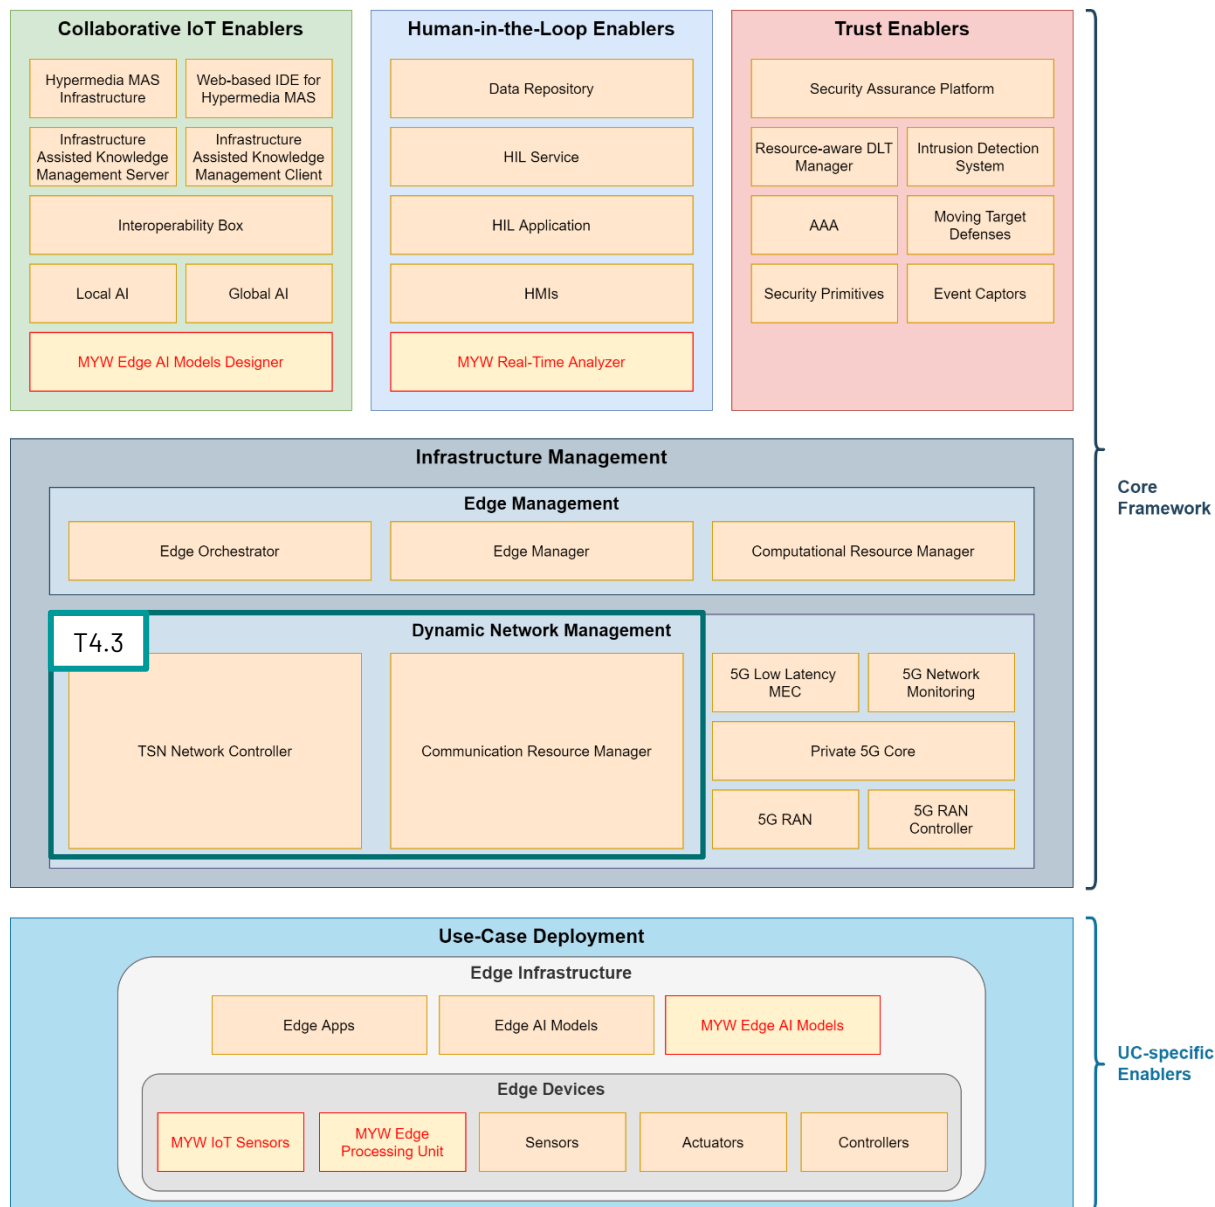 Collaborative IoT Enablers
Hypermedia MAS
Infrastructure
Web-based IDE for
Hypermedia MAS
Infrastructure
Assisted Knowledge
Management Server
Infrastructure
Assisted Knowledge
Management Client
Interoperability Box
Local AI
Global AI
MYW Edge AI Models Designer
Human-in-the-Loop Enablers
Data Repository
HIL Service
HIL Application
HMIs
MYW Real-Time Analyzer
Trust Enablers
Security Assurance Platform
Resource-aware DLT
Manager
Intrusion Detection
System
AAA
Moving Target
Defenses
Security Primitives
Event Captors
Infrastructure Management
Edge Management
Edge Orchestrator
Edge Manager
Computational Resource Manager
T4.3
Dynamic Network Management
TSN Network Controller
Communication Resource Manager
5G Low Latency
MEC
5G Network
Monitoring
Private 5G Core
5G RAN
5G RAN
Controller
Core
Framework
Use-Case Deployment
Edge Infrastructure
Edge Apps
Edge AI Models
MYW Edge AI Models
Edge Devices
MYW IoT Sensors
MYW Edge
Processing Unit
Sensors
Actuators
Controllers
UC-specific
Enablers